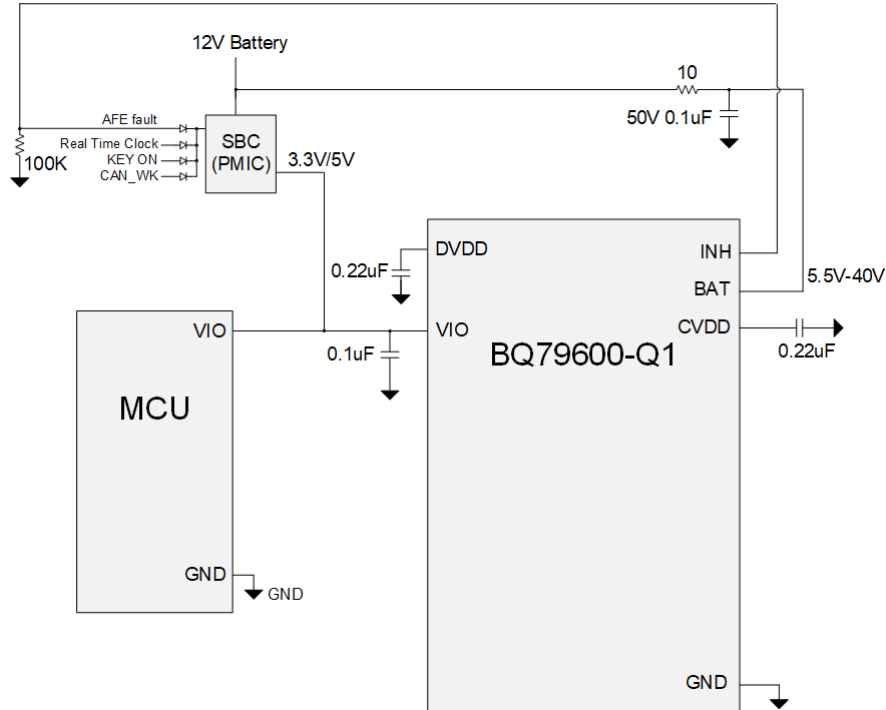 12V Battery
10
50V 0.1uF
AFE fault
Real Time Clock
KEY ON
CAN_WK
100K
SBC
(PMIC)
3.3V/5V
DVDD
0.22uF
INH
BAT
5.5V-40V
CVDD
0.22uF
VIO
0.1uF
VIO
BQ79600-Q1
MCU
GND
GND
GND